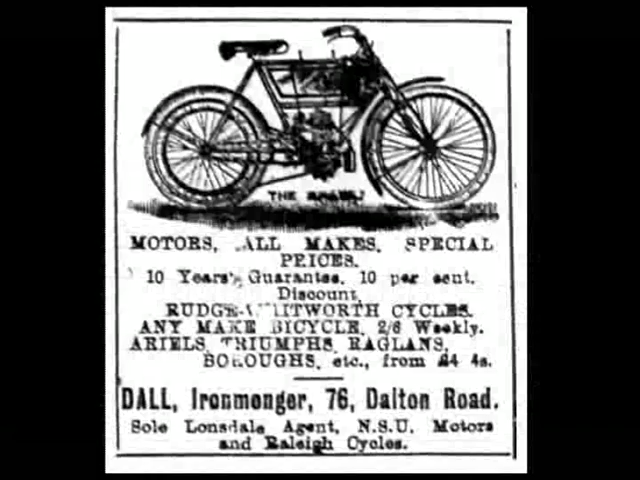 THE
MOTORS, ALL MAKES, SPECIAL
PRICES.
10 Years' Guarantee. 10 per cent.
Discount.
RUDGE-WHITWORTH CYCLES.
ANY MAKE BICYCLE, 2/6 Weekly.
ARIELS, TRIUMPHS, RAGLANS,
BOROUGHS, etc., from £4 4s.
DALL, Ironmonger, 76, Dalton Road.
Sole Lonsdale Agent, N.S.U. Motors
and Raleigh Cycles.